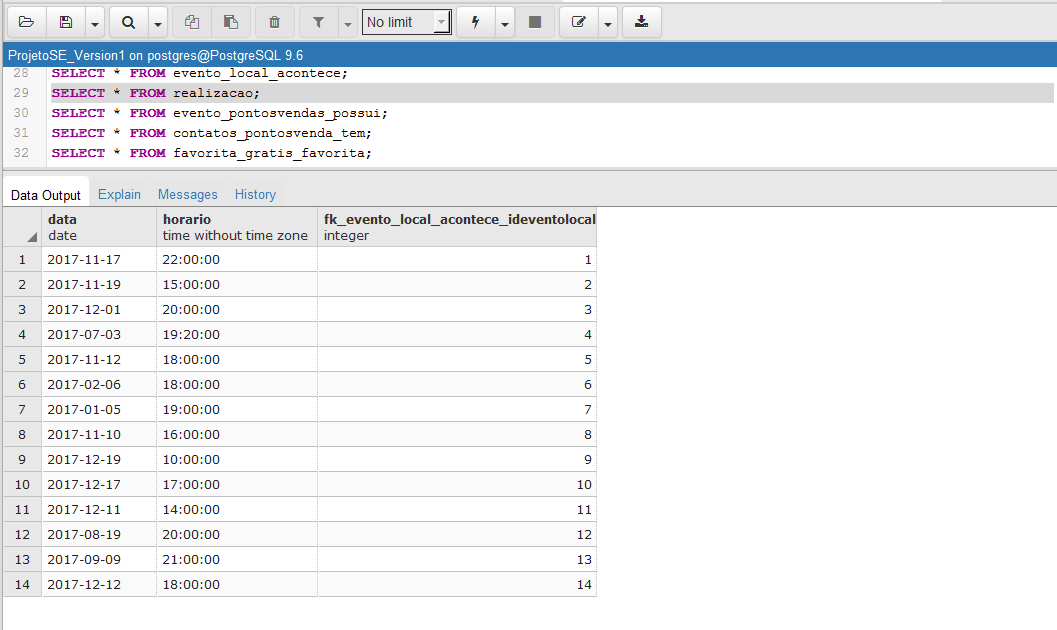 No limit
ProjetoSE_Version1 on postgres@PostgreSQL 9.6
28 SELECT * FROM evento_local_acontece;
29 SELECT * FROM realizacao;
30 SELECT * FROM evento_pontosvendas_possui;
31 SELECT * FROM contatos_pontosvenda_tem;
32 SELECT * FROM favorita_gratis_favorita;
Data Output Explain Messages History
data horario fk_evento_local_acontece_ideventolocal
date time without time zone integer
1 2017-11-17 22:00:00 1
2 2017-11-19 15:00:00 2
3 2017-12-01 20:00:00 3
4 2017-07-03 19:20:00 4
5 2017-11-12 18:00:00 5
6 2017-02-06 18:00:00 6
7 2017-01-05 19:00:00 7
8 2017-11-10 16:00:00 8
9 2017-12-19 10:00:00 9
10 2017-12-17 17:00:00 10
11 2017-12-11 14:00:00 11
12 2017-08-19 20:00:00 12
13 2017-09-09 21:00:00 13
14 2017-12-12 18:00:00 14